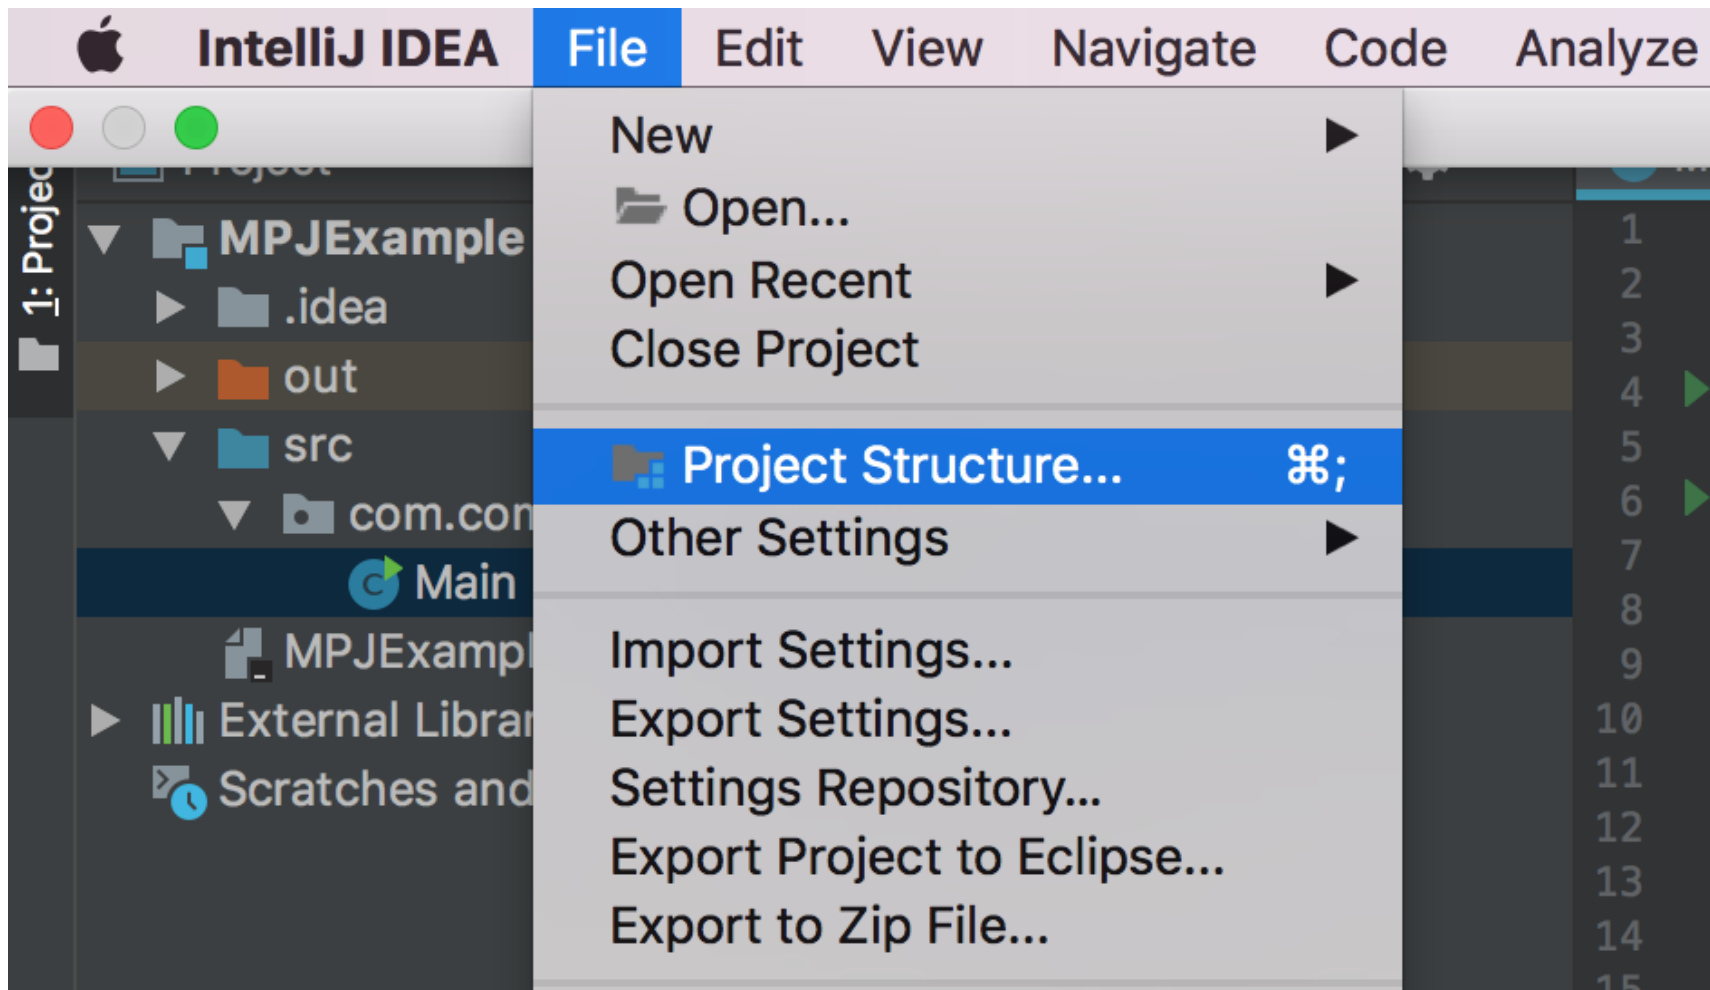 IntelliJ IDEA File Edit View Navigate Code Analyze
New
Project
1: Projec
Open...
MPJExample
Open Recent
.idea
Close Project
out
src
Project Structure... ⌘;
com.con
Other Settings
Main
MPJExampl
Import Settings...
External Librar
Export Settings...
Scratches and
Settings Repository...
Export Project to Eclipse...
Export to Zip File...
1
2
3
4
5
6
7
8
9
10
11
12
13
14
15